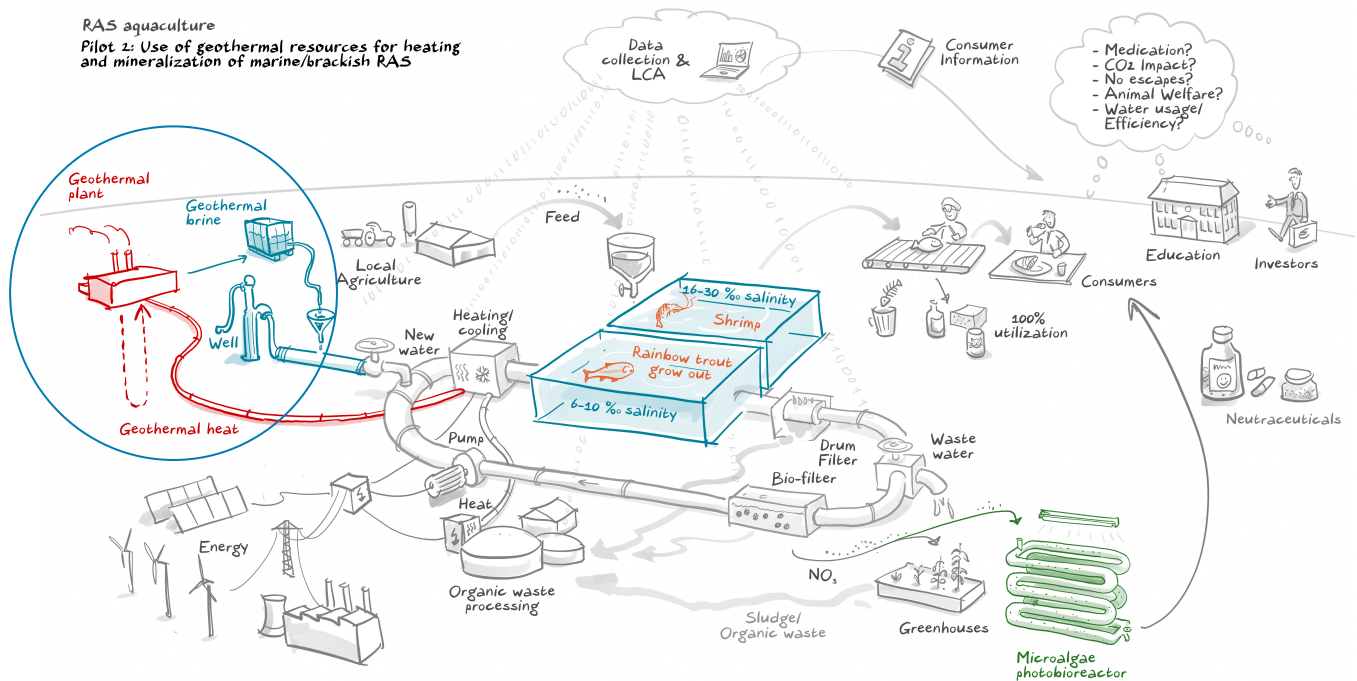 RAS aquaculture
Pilot 2: Use of geothermal resources for heating
and mineralization of marine/brackish RAS
Data
collection &
LCA
Consumer
Information
- Medication?
- CO2 Impact?
- No escapes?
- Animal Welfare?
- Water usage/
Efficiency?
Geothermal
plant
Geothermal
brine
Well
Geothermal heat
Local
Agriculture
Feed
New
water
Heating/
cooling
16-30 ‰ salinity
Shrimp
Rainbow trout
grow out
6-10 ‰ salinity
Consumers
100%
utilization
Education
Investors
Neutraceuticals
Pump
Drum
Filter
Waste
water
Bio-filter
Heat
Energy
Organic waste
processing
NO₃
Sludge/
Organic waste
Greenhouses
Microalgae
photobioreactor